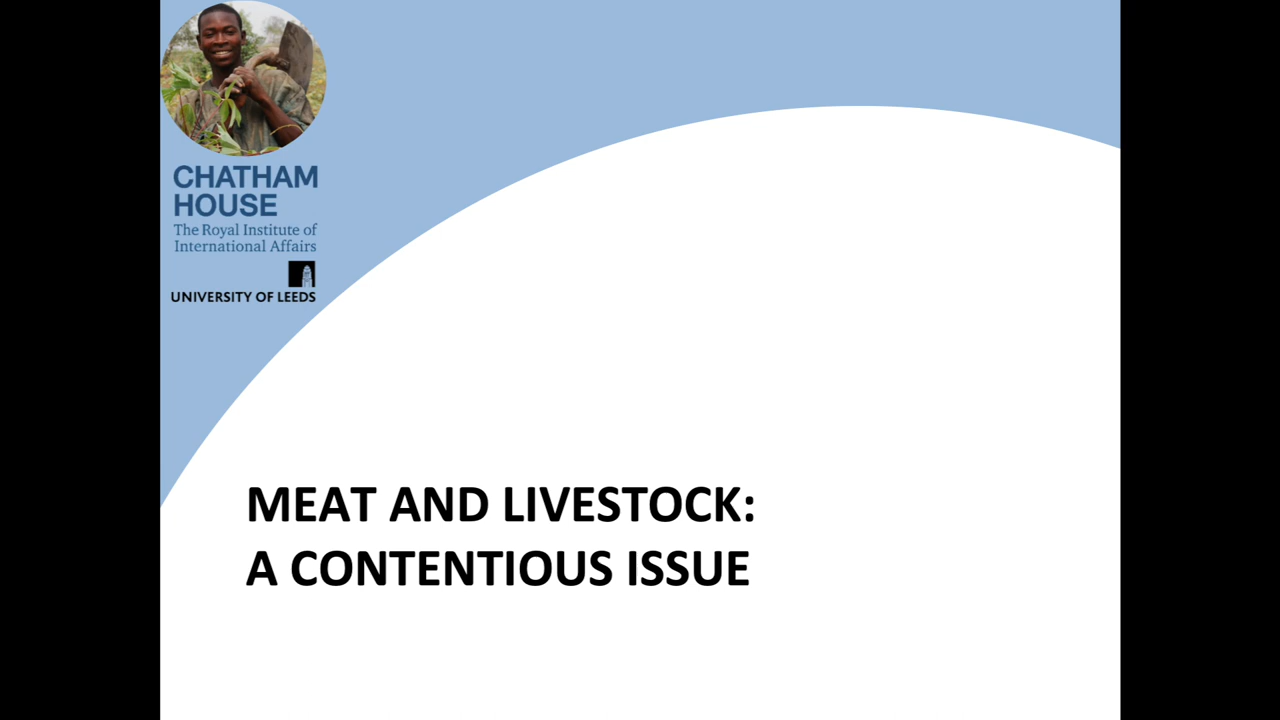 CHATHAM
HOUSE
The Royal Institute of
International Affairs
UNIVERSITY OF LEEDS
MEAT AND LIVESTOCK:
A CONTENTIOUS ISSUE